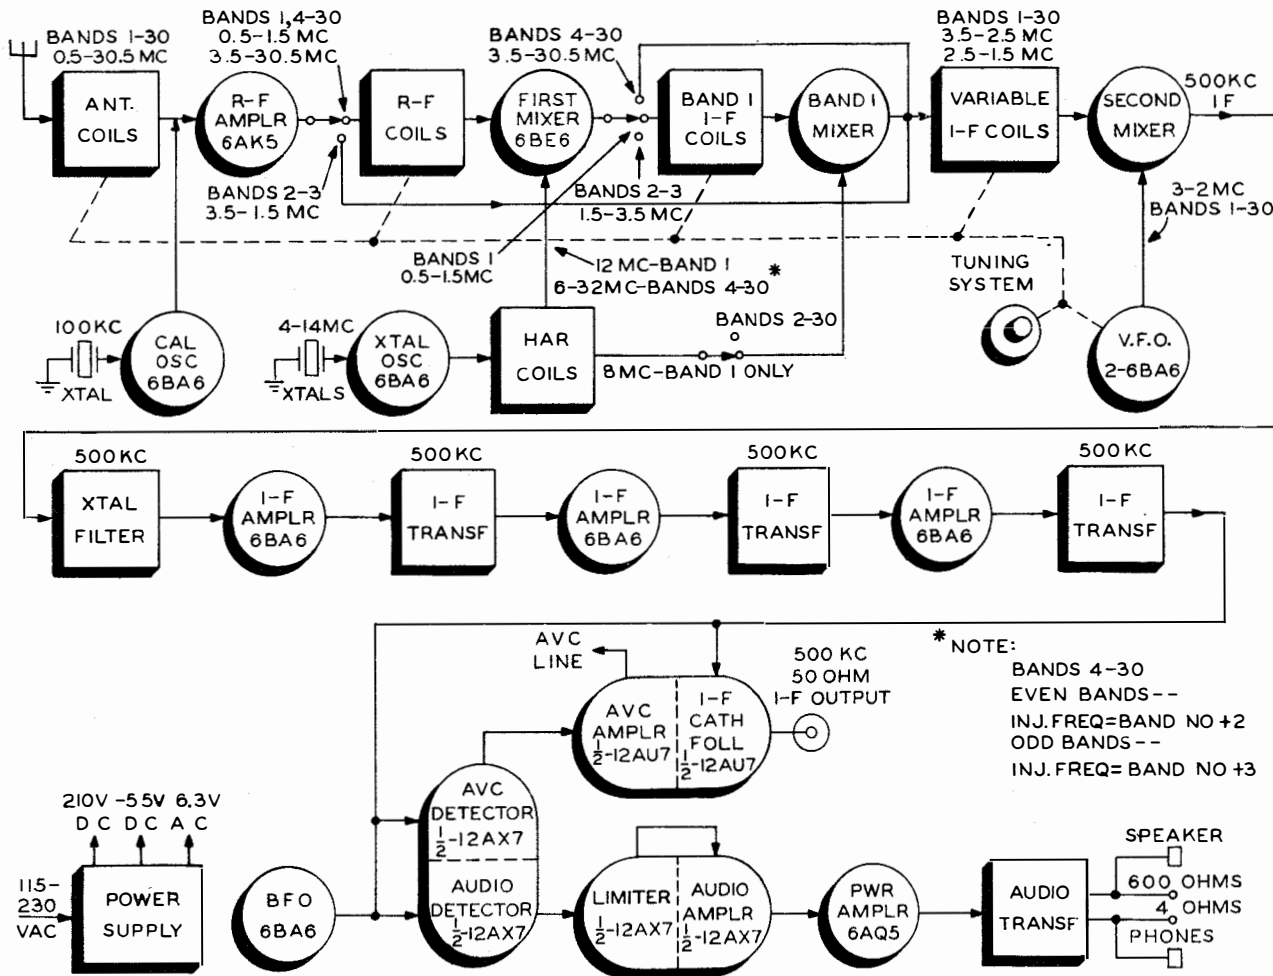 BANDS 1-30
0.5-30.5 MC
BANDS 1,4-30
0.5-1.5 MC
3.5-30.5 MC
BANDS 4-30
3.5-30.5 MC
BANDS 1-30
3.5-2.5 MC
2.5-1.5 MC
500KC
IF
ANT.
COILS
R-F
AMPLR
6AK5
R-F
COILS
FIRST
MIXER
6BE6
BAND 1
I-F
COILS
BAND 1
MIXER
VARIABLE
I-F COILS
SECOND
MIXER
BANDS 2-3
3.5-1.5 MC
BANDS 2-3
1.5-3.5 MC
BANDS 1
0.5-1.5MC
3-2 MC
BANDS 1-30
12 MC-BAND 1
6-32MC-BANDS 4-30*
TUNING
SYSTEM
100KC
XTAL
CAL
OSC
6BA6
4-14MC
XTALS
XTAL
OSC
6BA6
HAR
COILS
BANDS 2-30
8MC-BAND 1 ONLY
V.F.O.
2-6BA6
500KC
500KC
500KC
500KC
XTAL
FILTER
I-F
AMPLR
6BA6
I-F
TRANSF
I-F
AMPLR
6BA6
I-F
TRANSF
I-F
AMPLR
6BA6
I-F
TRANSF
AVC
LINE
500 KC
50 OHM
I-F OUTPUT
AVC
AMPLR
1/2-12AU7
I-F
CATH
FOLL
1/2-12AU7
* NOTE:
BANDS 4-30
EVEN BANDS--
INJ.FREQ=BAND NO +2
ODD BANDS--
INJ.FREQ=BAND NO +3
210V -55V 6.3V
DC DC AC
115-
230
VAC
POWER
SUPPLY
BFO
6BA6
AVC
DETECTOR
1/2-12AX7
AUDIO
DETECTOR
1/2-12AX7
LIMITER
1/2-12AX7
AUDIO
AMPLR
1/2-12AX7
PWR
AMPLR
6AQ5
AUDIO
TRANSF
SPEAKER
600 OHMS
4 OHMS
PHONES